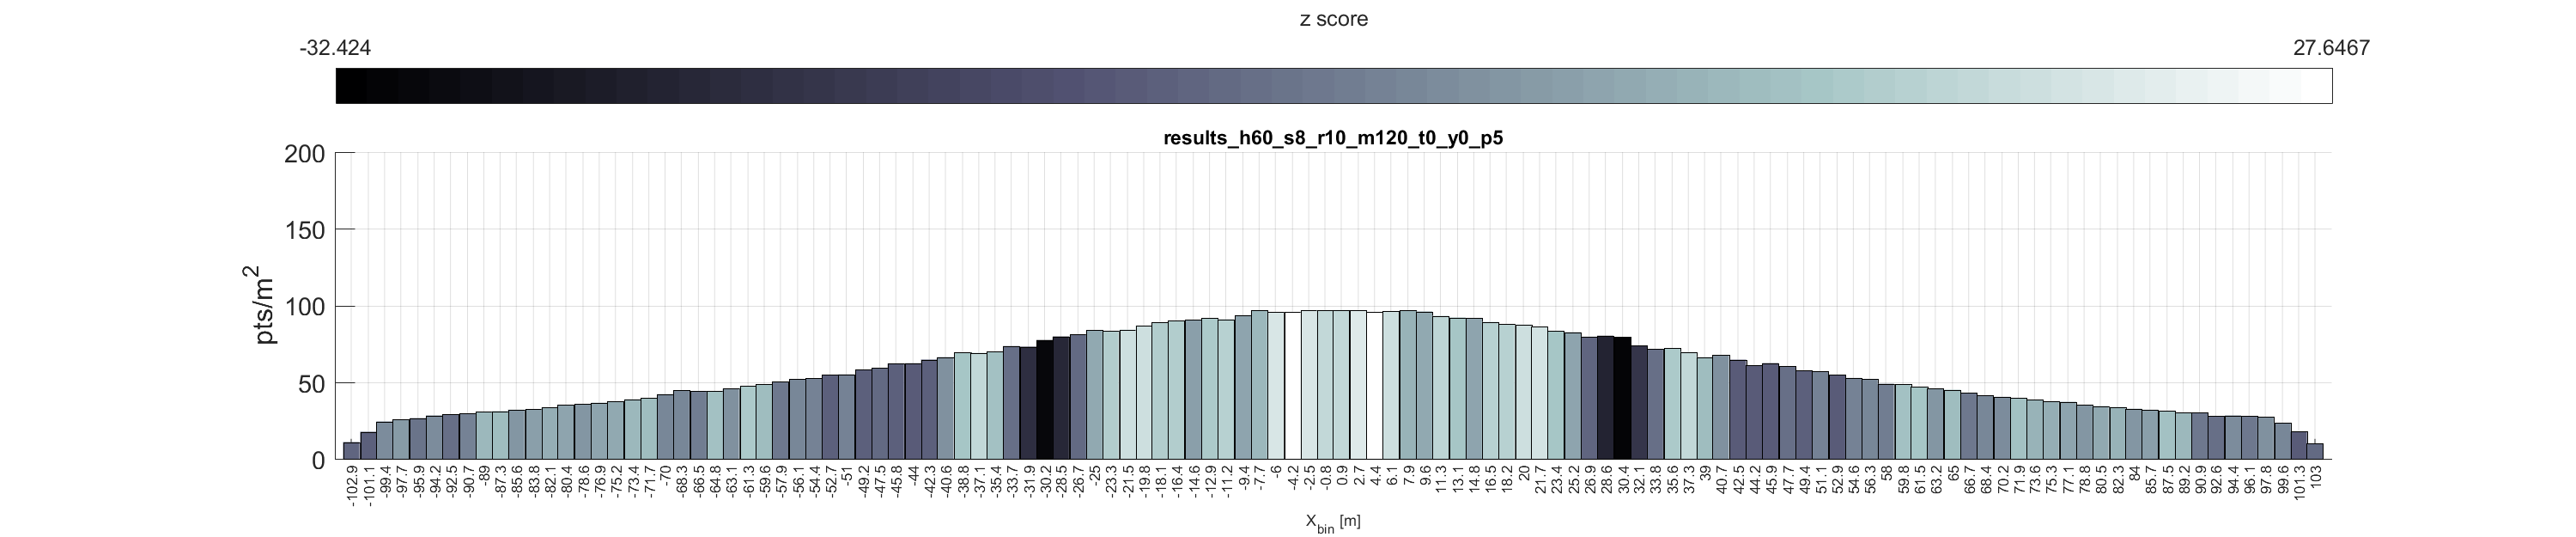 z score
-32.424 27.6467
results_h60_s8_r10_m120_t0_y0_p5
200
150
100
50
0
pts/m2
-102.9 -101.1 -99.4 -97.7 -95.9 -94.2 -92.5 -90.7 -89 -87.3 -85.6 -83.8 -82.1 -80.4 -78.6 -76.9 -75.2 -73.4 -71.7 -70 -68.3 -66.5 -64.8 -63.1 -61.3 -59.6 -57.9 -56.1 -54.4 -52.7 -51 -49.2 -47.5 -45.8 -44 -42.3 -40.6 -38.8 -37.1 -35.4 -33.7 -31.9 -30.2 -28.5 -26.7 -25 -23.3 -21.5 -19.8 -18.1 -16.4 -14.6 -12.9 -11.2 -9.4 -7.7 -6 -4.2 -2.5 -0.8 0.9 2.7 4.4 6.1 7.9 9.6 11.3 13.1 14.8 16.5 18.2 20 21.7 23.4 25.2 26.9 28.6 30.4 32.1 33.8 35.6 37.3 39 40.7 42.5 44.2 45.9 47.7 49.4 51.1 52.9 54.6 56.3 58 59.8 61.5 63.2 65 66.7 68.4 70.2 71.9 73.6 75.3 77.1 78.8 80.5 82.3 84 85.7 87.5 89.2 90.9 92.6 94.4 96.1 97.8 99.6 101.3 103
Xbin [m]